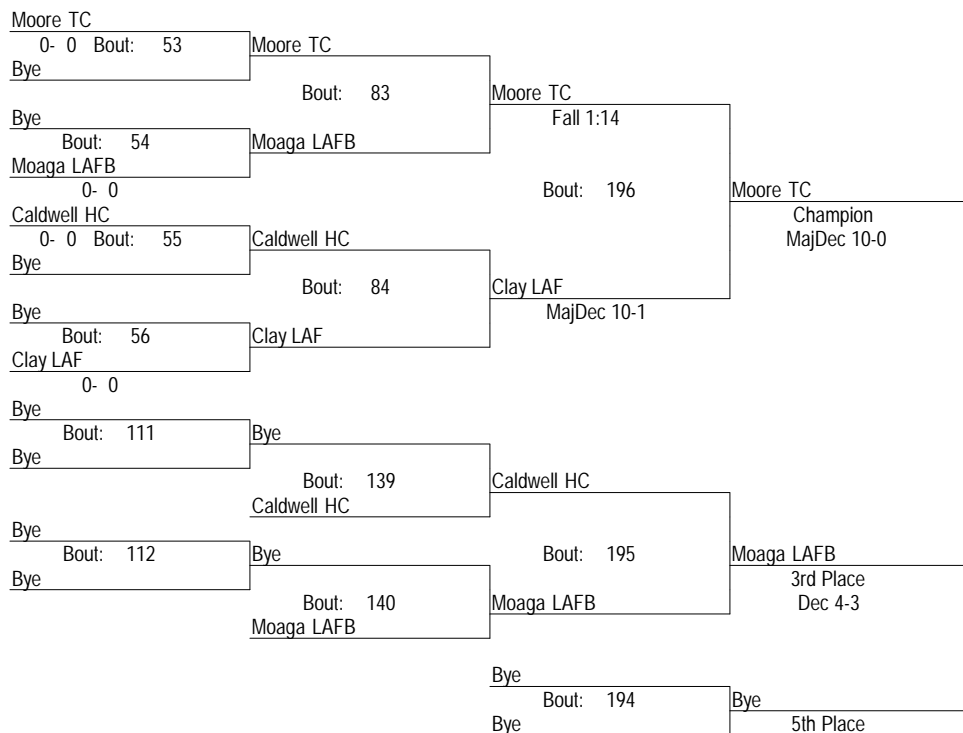 Moore TC
0- 0 Bout: 53 Moore TC
Bye
Bout: 83 Moore TC
Bye Fall 1:14
Bout: 54 Moaga LAFB
Moaga LAFB
0- 0 Bout: 196 Moore TC
Caldwell HC Champion
0- 0 Bout: 55 Caldwell HC MajDec 10-0
Bye
Bout: 84 Clay LAF
Bye MajDec 10-1
Bout: 56 Clay LAF
Clay LAF
0- 0
Bye
Bout: 111 Bye
Bye
Bout: 139 Caldwell HC
Caldwell HC
Bye
Bout: 112 Bye Bout: 195 Moaga LAFB
Bye 3rd Place
Bout: 140 Moaga LAFB Dec 4-3
Moaga LAFB
Bye
Bout: 194 Bye
Bye 5th Place